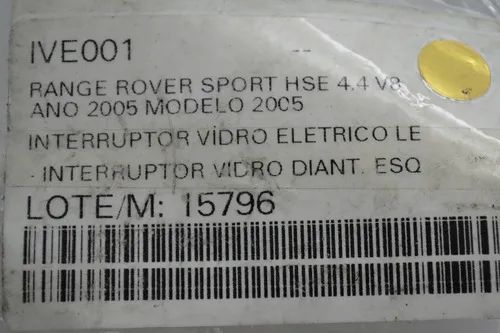 IVE001 --
RANGE ROVER SPORT HSE 4.4 V8
ANO 2005 MODELO 2005
INTERRUPTOR VIDRO ELETRICO LE
- INTERRUPTOR VIDRO DIANT. ESQ
LOTE/M: 15796